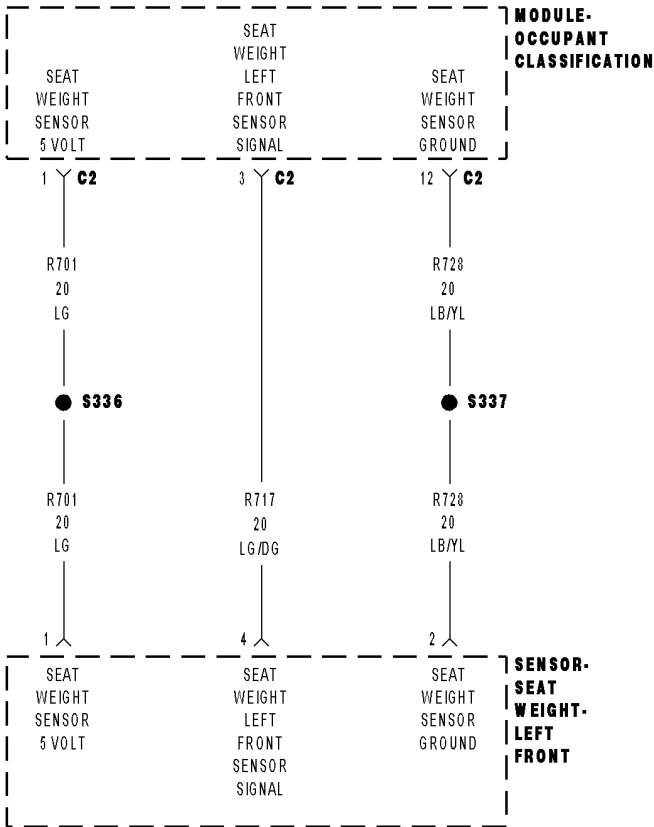 MODULE-
OCCUPANT
CLASSIFICATION
SEAT
WEIGHT
SENSOR
5 VOLT
SEAT
WEIGHT
LEFT
FRONT
SENSOR
SIGNAL
SEAT
WEIGHT
SENSOR
GROUND
1 C2
3 C2
12 C2
R701
20
LG
R728
20
LB/YL
S336
S337
R701
20
LG
R717
20
LG/DG
R728
20
LB/YL
1
4
2
SEAT
WEIGHT
SENSOR
5 VOLT
SEAT
WEIGHT
LEFT
FRONT
SENSOR
SIGNAL
SEAT
WEIGHT
SENSOR
GROUND
SENSOR-
SEAT
WEIGHT-
LEFT
FRONT